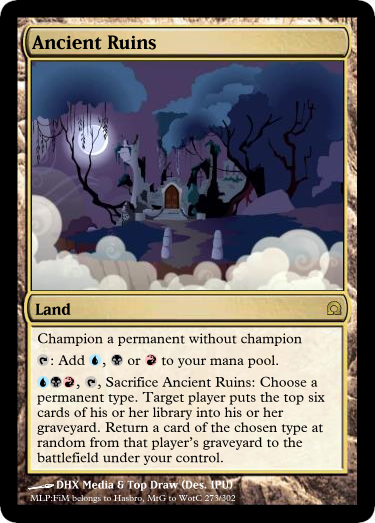 Ancient Ruins
Land
Champion a permanent without champion
: Add , or to your mana pool.
, , Sacrifice Ancient Ruins: Choose a
permanent type. Target player puts the top six
cards of his or her library into his or her
graveyard. Return a card of the chosen type at
random from that player's graveyard to the
battlefield under your control.
DHX Media & Top Draw (Des. 1PU)
MLP:FiM belongs to Hasbro, MtG to WotC 273/302